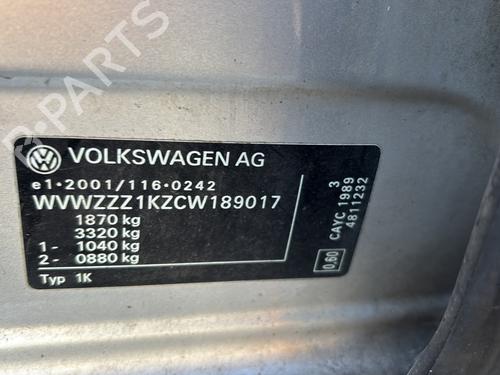 B-PARTS
VOLKSWAGEN AG
e1•2001/116•0242
WVWZZZ1KZCW189017
1870 kg
3320 kg
1- 1040 kg
2- 0880 kg
Typ 1K
3
CAYC 1989
4811232
0,60